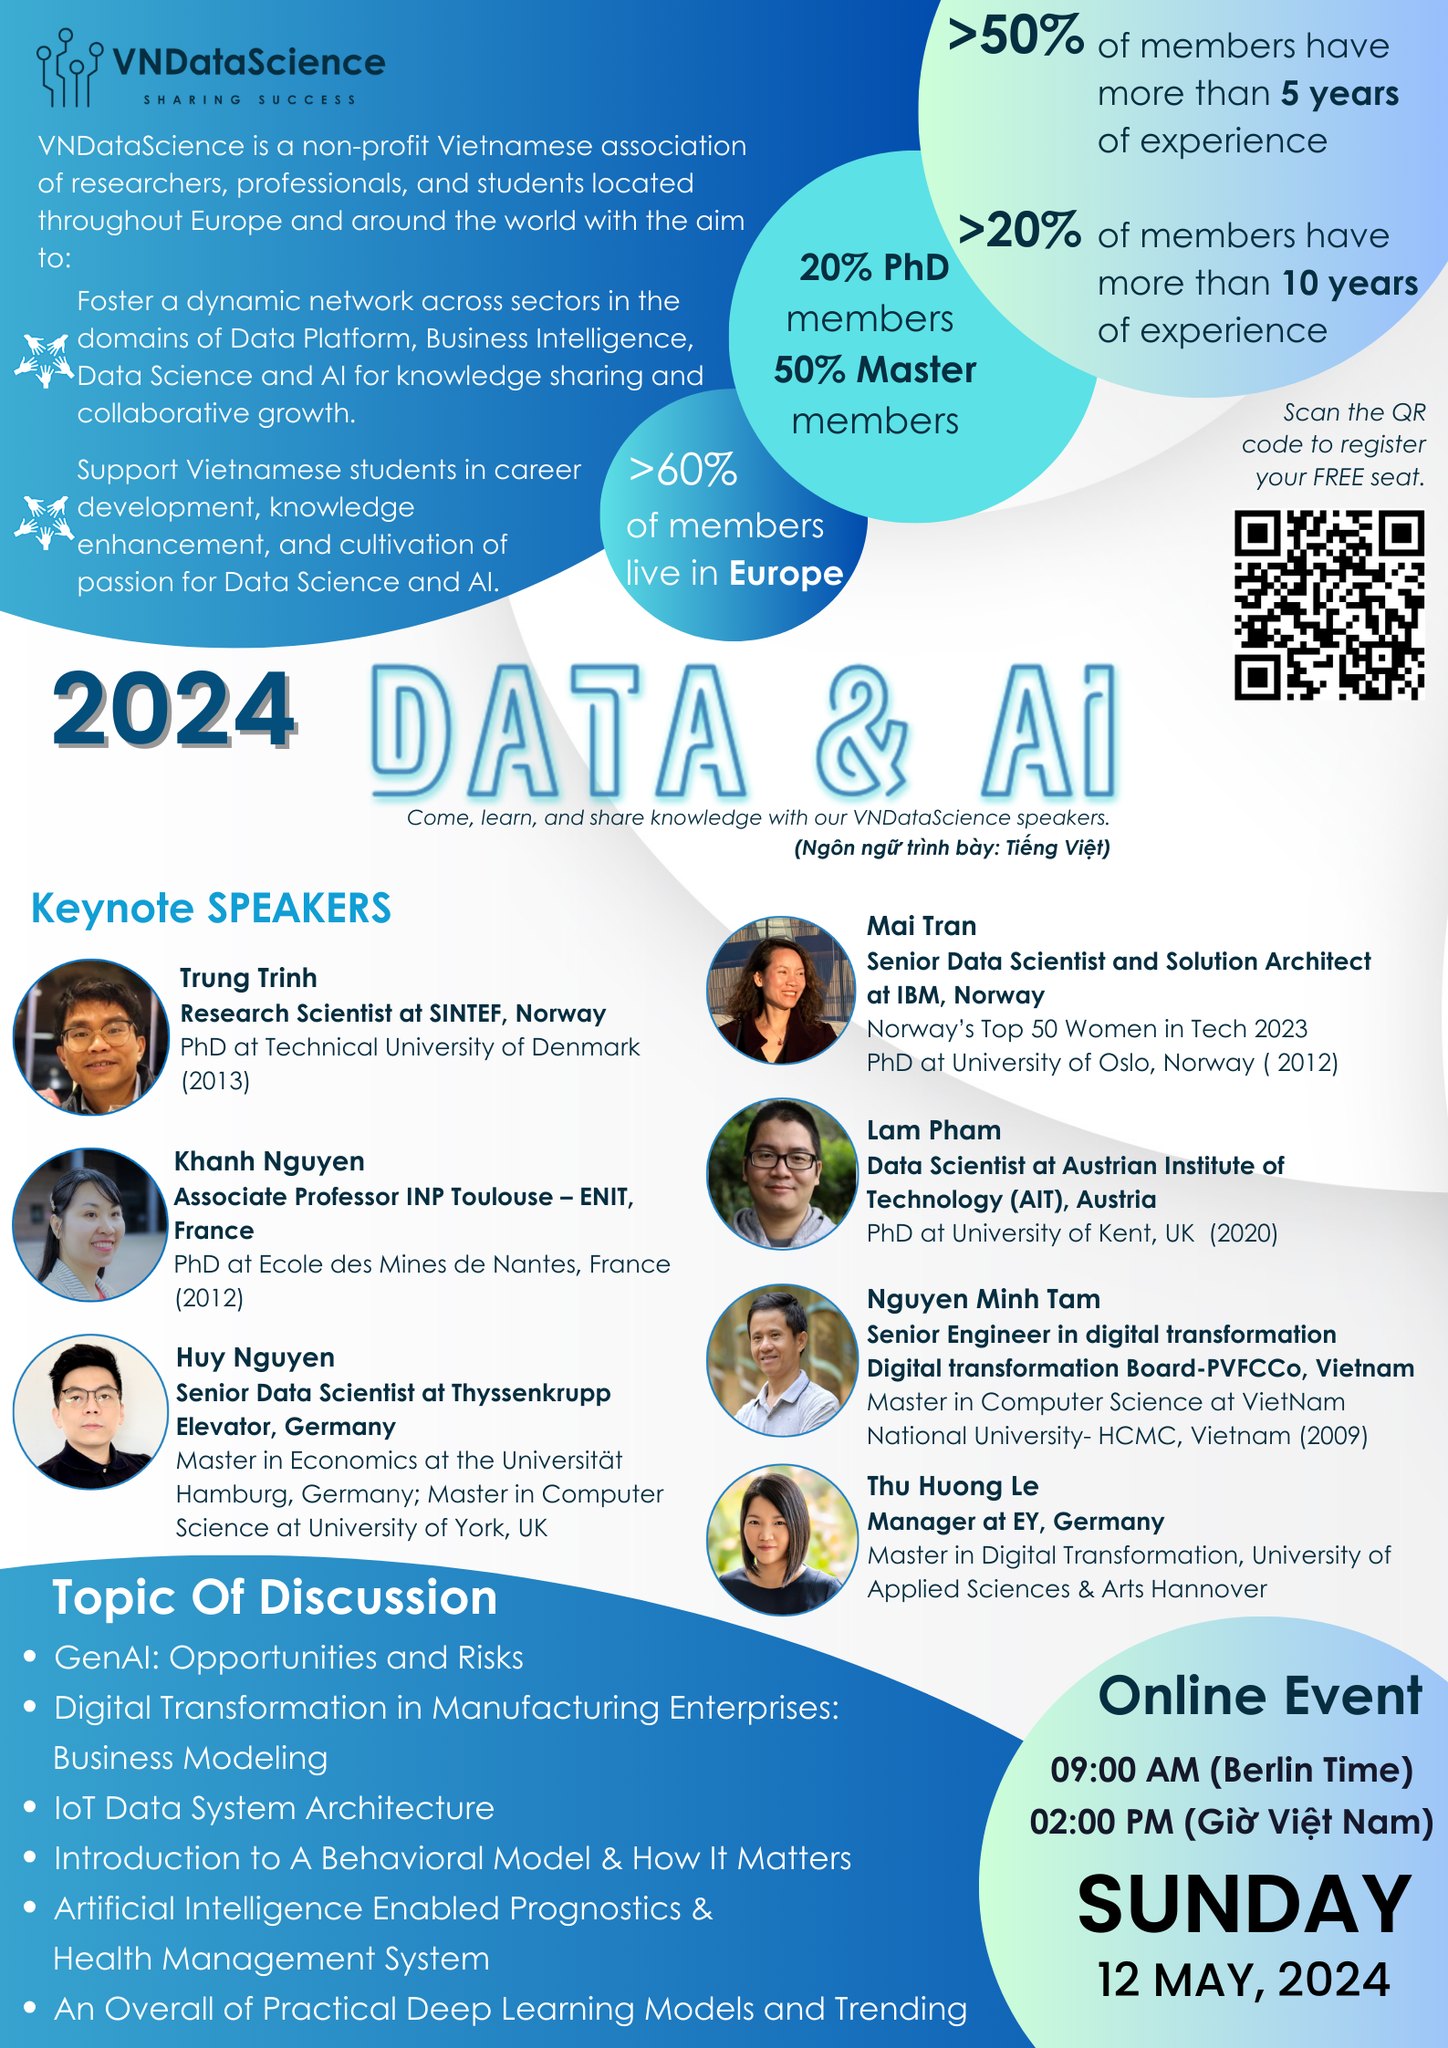 VNDataScience
SHARING SUCCESS
VNDataScience is a non-profit Vietnamese association
of researchers, professionals, and students located
throughout Europe and around the world with the aim
to:
Foster a dynamic network across sectors in the
domains of Data Platform, Business Intelligence,
Data Science and AI for knowledge sharing and
collaborative growth.
Support Vietnamese students in career
development, knowledge
enhancement, and cultivation of
passion for Data Science and AI.
>50% of members have
more than 5 years
of experience
>20% of members have
more than 10 years
of experience
20% PhD
members
50% Master
members
>60%
of members
live in Europe
Scan the QR
code to register
your FREE seat.
2024
DATA & AI
Come, learn, and share knowledge with our VNDataScience speakers.
(Ngôn ngữ trình bày: Tiếng Việt)
Keynote SPEAKERS
Trung Trinh
Research Scientist at SINTEF, Norway
PhD at Technical University of Denmark
(2013)
Khanh Nguyen
Associate Professor INP Toulouse – ENIT,
France
PhD at Ecole des Mines de Nantes, France
(2012)
Huy Nguyen
Senior Data Scientist at Thyssenkrupp
Elevator, Germany
Master in Economics at the Universität
Hamburg, Germany; Master in Computer
Science at University of York, UK
Mai Tran
Senior Data Scientist and Solution Architect
at IBM, Norway
Norway's Top 50 Women in Tech 2023
PhD at University of Oslo, Norway ( 2012)
Lam Pham
Data Scientist at Austrian Institute of
Technology (AIT), Austria
PhD at University of Kent, UK (2020)
Nguyen Minh Tam
Senior Engineer in digital transformation
Digital transformation Board-PVFCCo, Vietnam
Master in Computer Science at VietNam
National University- HCMC, Vietnam (2009)
Thu Huong Le
Manager at EY, Germany
Master in Digital Transformation, University of
Applied Sciences & Arts Hannover
Topic Of Discussion
• GenAI: Opportunities and Risks
• Digital Transformation in Manufacturing Enterprises:
Business Modeling
• IoT Data System Architecture
• Introduction to A Behavioral Model & How It Matters
• Artificial Intelligence Enabled Prognostics &
Health Management System
• An Overall of Practical Deep Learning Models and Trending
Online Event
09:00 AM (Berlin Time)
02:00 PM (Giờ Việt Nam)
SUNDAY
12 MAY, 2024